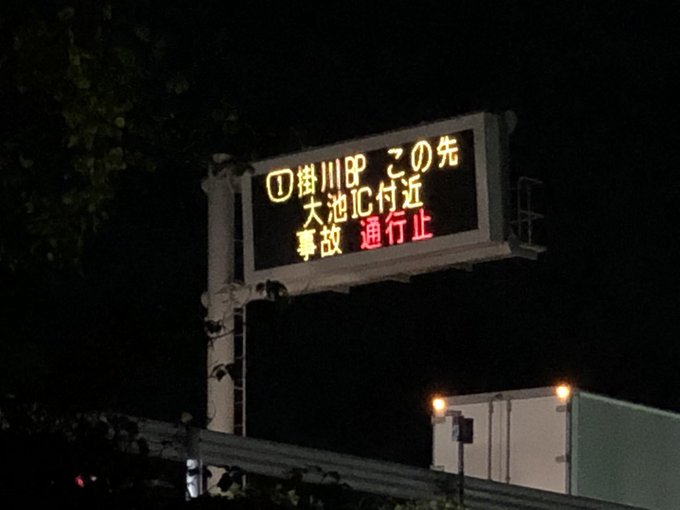 ① 掛川BP この先
大池IC付近
事故 通行止